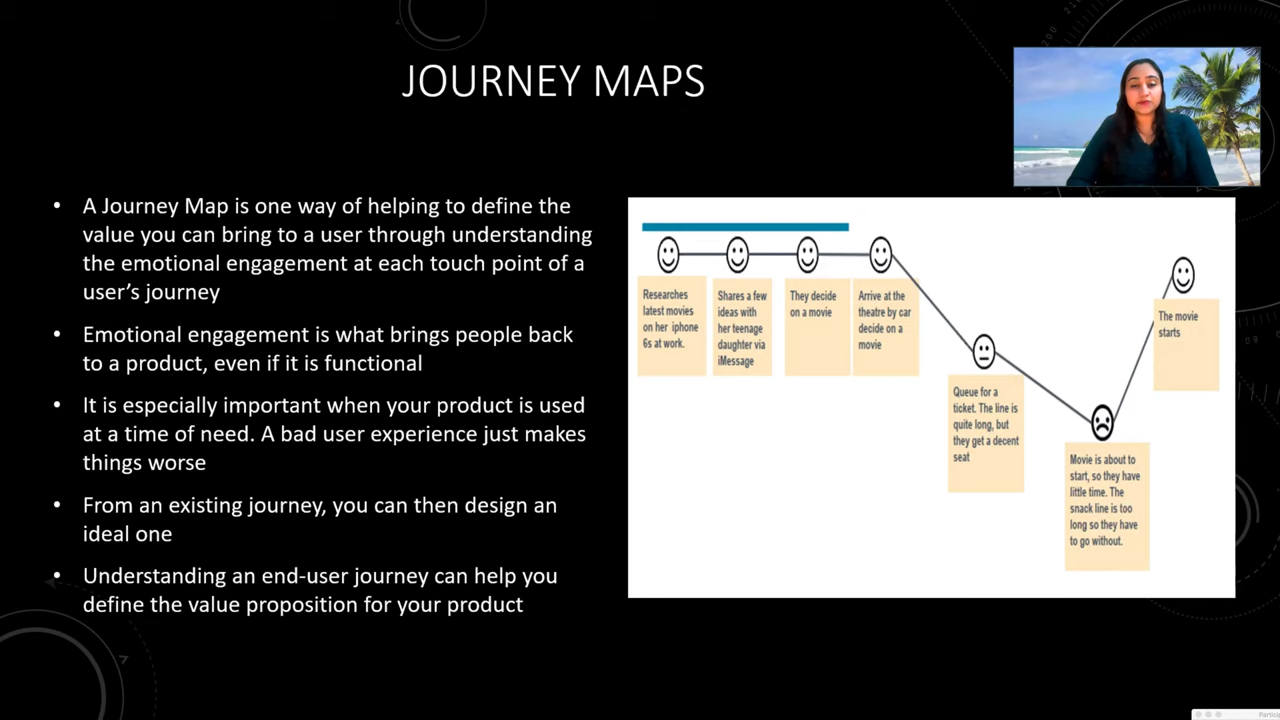 JOURNEY MAPS
• A Journey Map is one way of helping to define the
value you can bring to a user through understanding
the emotional engagement at each touch point of a
user's journey
• Emotional engagement is what brings people back
to a product, even if it is functional
• It is especially important when your product is used
at a time of need. A bad user experience just makes
things worse
• From an existing journey, you can then design an
ideal one
• Understanding an end-user journey can help you
define the value proposition for your product
Researches
latest movies
on her iphone
6s at work.
Shares a few
ideas with
her teenage
daughter via
iMessage
They decide
on a movie
Arrive at the
theatre by car
decide on a
movie
Queue for a
ticket. The line is
quite long, but
they get a decent
seat
Movie is about to
start, so they have
little time. The
snack line is too
long so they have
to go without.
The movie
starts